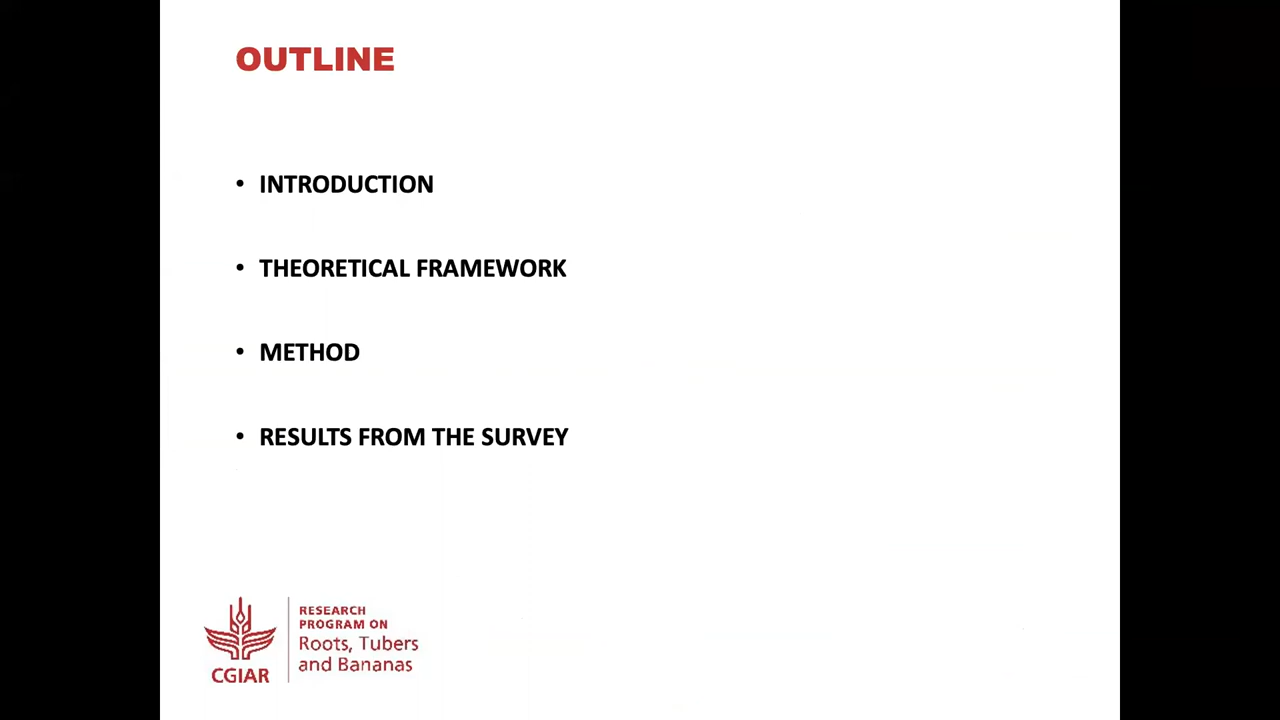 OUTLINE
• INTRODUCTION
• THEORETICAL FRAMEWORK
• METHOD
• RESULTS FROM THE SURVEY
CGIAR
RESEARCH
PROGRAM ON
Roots, Tubers
and Bananas